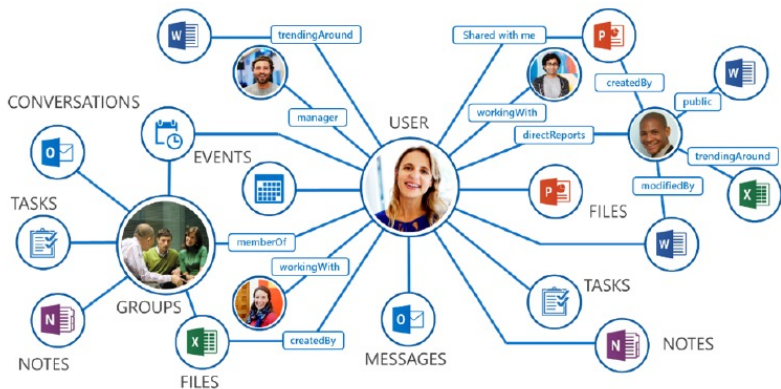 trendingAround
Shared with me
W
P
W
createdBy
public
CONVERSATIONS
manager
USER
workingWith
directReports
EVENTS
trendingAround
O
X
TASKS
P
modifiedBy
FILES
memberOf
W
workingWith
GROUPS
TASKS
N
O
X
createdBy
N
NOTES
MESSAGES
NOTES
FILES